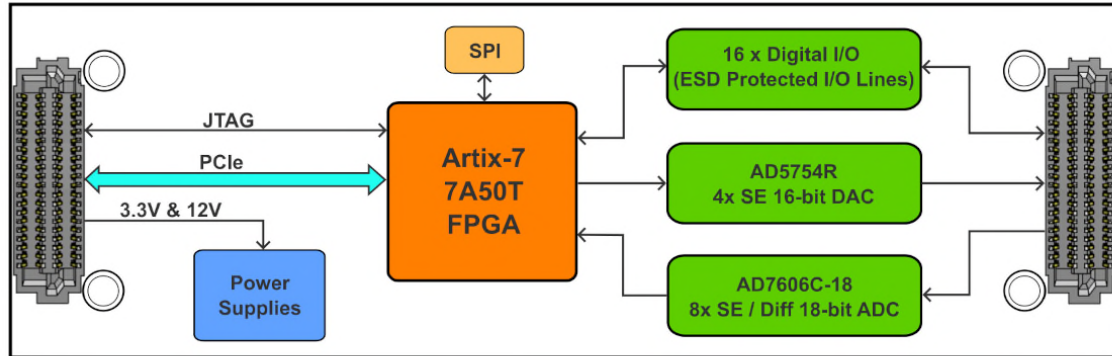 SPI
JTAG
PCIe
3.3V & 12V
Power
Supplies
Artix-7
7A50T
FPGA
16 x Digital I/O
(ESD Protected I/O Lines)
AD5754R
4x SE 16-bit DAC
AD7606C-18
8x SE / Diff 18-bit ADC